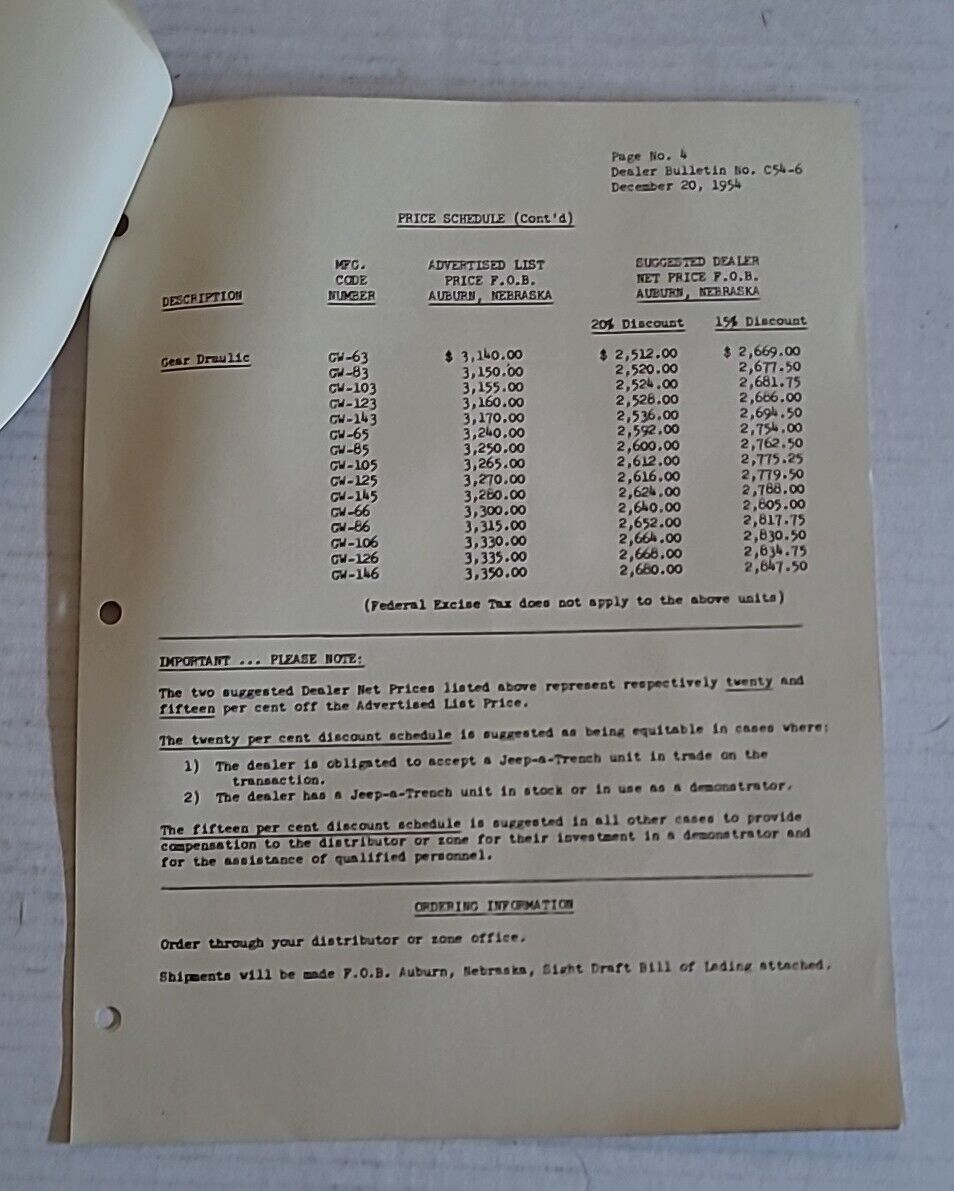 Page No. 4
Dealer Bulletin No. C54-6
December 20, 1954
PRICE SCHEDULE (Cont'd)
DESCRIPTION MFG. CODE NUMBER ADVERTISED LIST PRICE F.O.B. AUBURN, NEBRASKA SUGGESTED DEALER NET PRICE F.O.B. AUBURN, NEBRASKA
20% Discount 15% Discount
Gear Draulic GW-63 $ 3,140.00 $ 2,512.00 $ 2,669.00
GW-83 3,150.00 2,520.00 2,677.50
GW-103 3,155.00 2,524.00 2,681.75
GW-123 3,160.00 2,528.00 2,686.00
GW-143 3,170.00 2,536.00 2,694.50
GW-65 3,240.00 2,592.00 2,754.00
GW-85 3,250.00 2,600.00 2,762.50
GW-105 3,265.00 2,612.00 2,775.25
GW-125 3,270.00 2,616.00 2,779.50
GW-145 3,280.00 2,624.00 2,788.00
GW-66 3,300.00 2,640.00 2,805.00
GW-86 3,315.00 2,652.00 2,817.75
GW-106 3,330.00 2,664.00 2,830.50
GW-126 3,335.00 2,668.00 2,834.75
GW-146 3,350.00 2,680.00 2,847.50
(Federal Excise Tax does not apply to the above units)
IMPORTANT ... PLEASE NOTE:
The two suggested Dealer Net Prices listed above represent respectively twenty and
fifteen per cent off the Advertised List Price.
The twenty per cent discount schedule is suggested as being equitable in cases where:
1) The dealer is obligated to accept a Jeep-a-Trench unit in trade on the
transaction.
2) The dealer has a Jeep-a-Trench unit in stock or in use as a demonstrator.
The fifteen per cent discount schedule is suggested in all other cases to provide
compensation to the distributor or zone for their investment in a demonstrator and
for the assistance of qualified personnel.
ORDERING INFORMATION
Order through your distributor or zone office.
Shipments will be made F.O.B. Auburn, Nebraska, Sight Draft Bill of Lading attached.